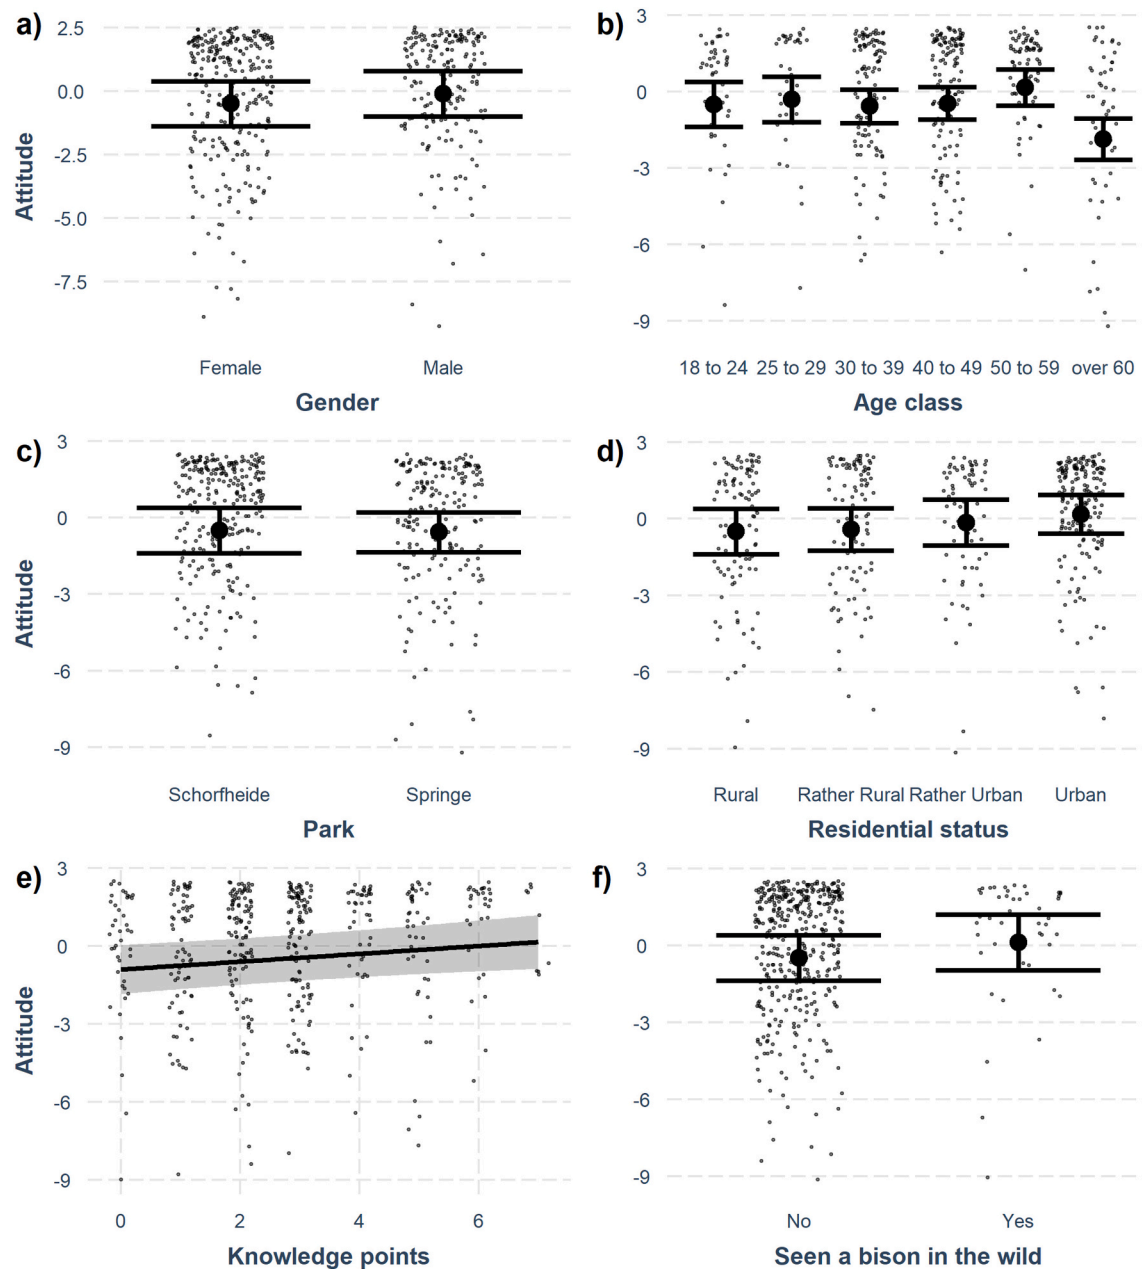 a)
2.5
0.0
-2.5
-5.0
-7.5
Attitude
Female Male
Gender
b)
3
0
-3
-6
-9
18 to 24 25 to 29 30 to 39 40 to 49 50 to 59 over 60
Age class
c)
3
0
-3
-6
-9
Attitude
Schorfheide Springe
Park
d)
3
0
-3
-6
-9
Rural Rather Rural Rather Urban Urban
Residential status
e)
3
0
-3
-6
-9
Attitude
0 2 4 6
Knowledge points
f)
3
0
-3
-6
-9
No Yes
Seen a bison in the wild